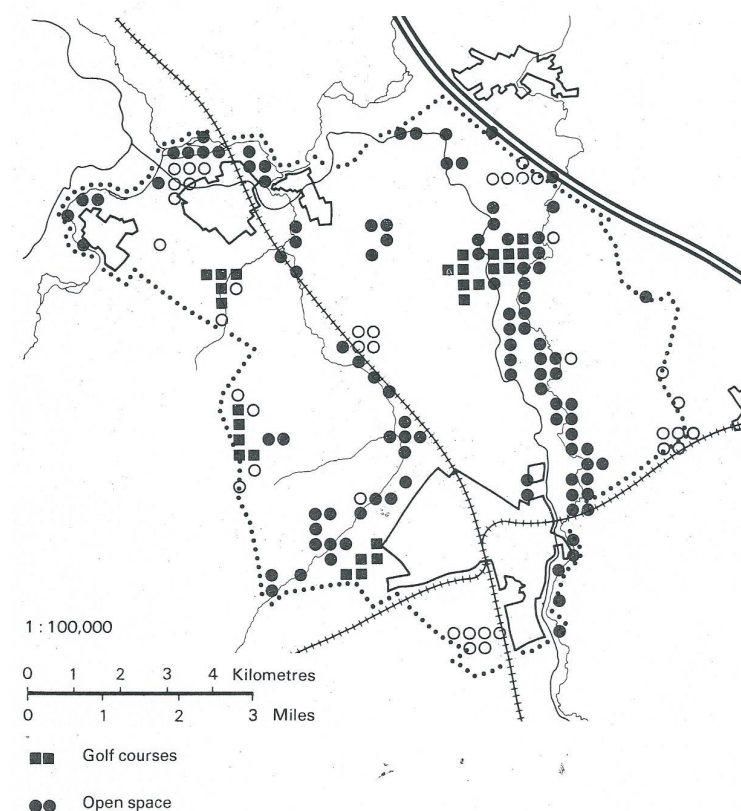 1 : 100,000
0 1 2 3 4 Kilometres
0 1 2 3 Miles
Golf courses
Open space